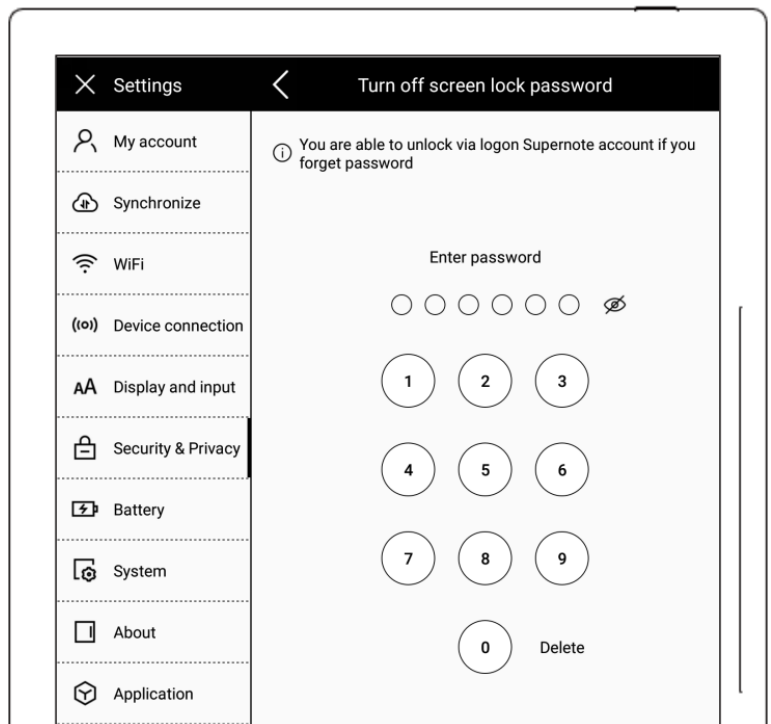 Settings
Turn off screen lock password
My account
Synchronize
WiFi
Device connection
Display and input
Security & Privacy
Battery
System
About
Application
You are able to unlock via logon Supernote account if you
forget password
Enter password
1 2 3
4 5 6
7 8 9
0 Delete